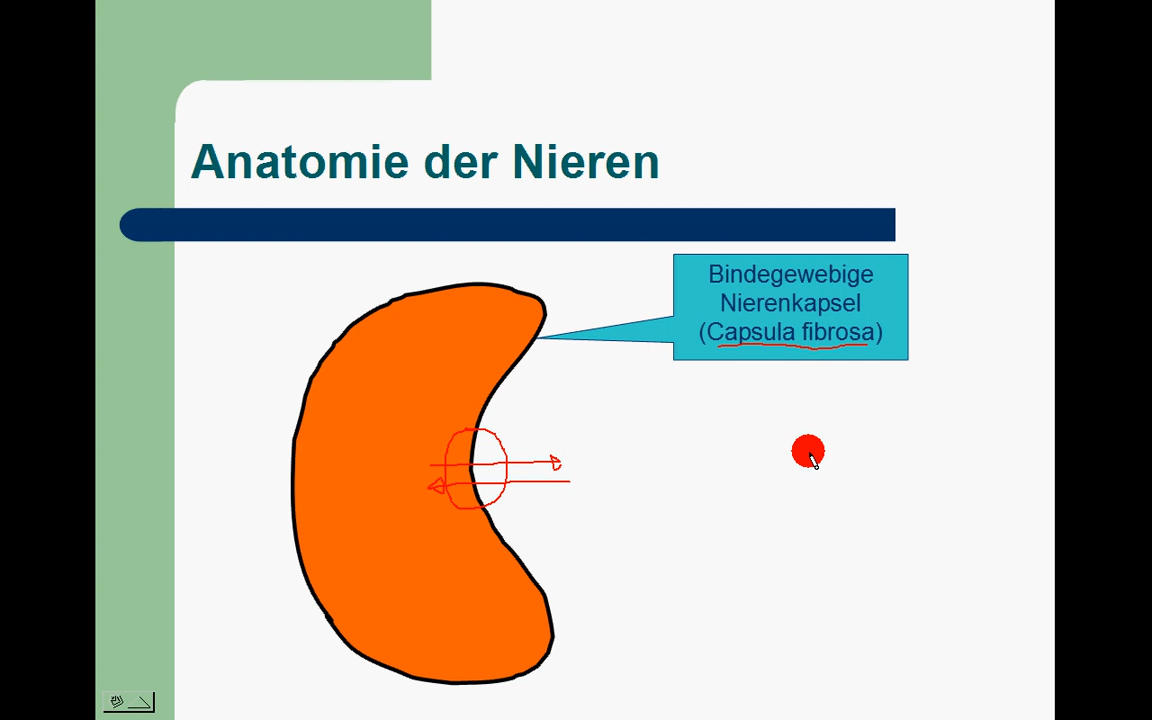 Anatomie der Nieren
Bindegewebige
Nierenkapsel
(Capsula fibrosa)